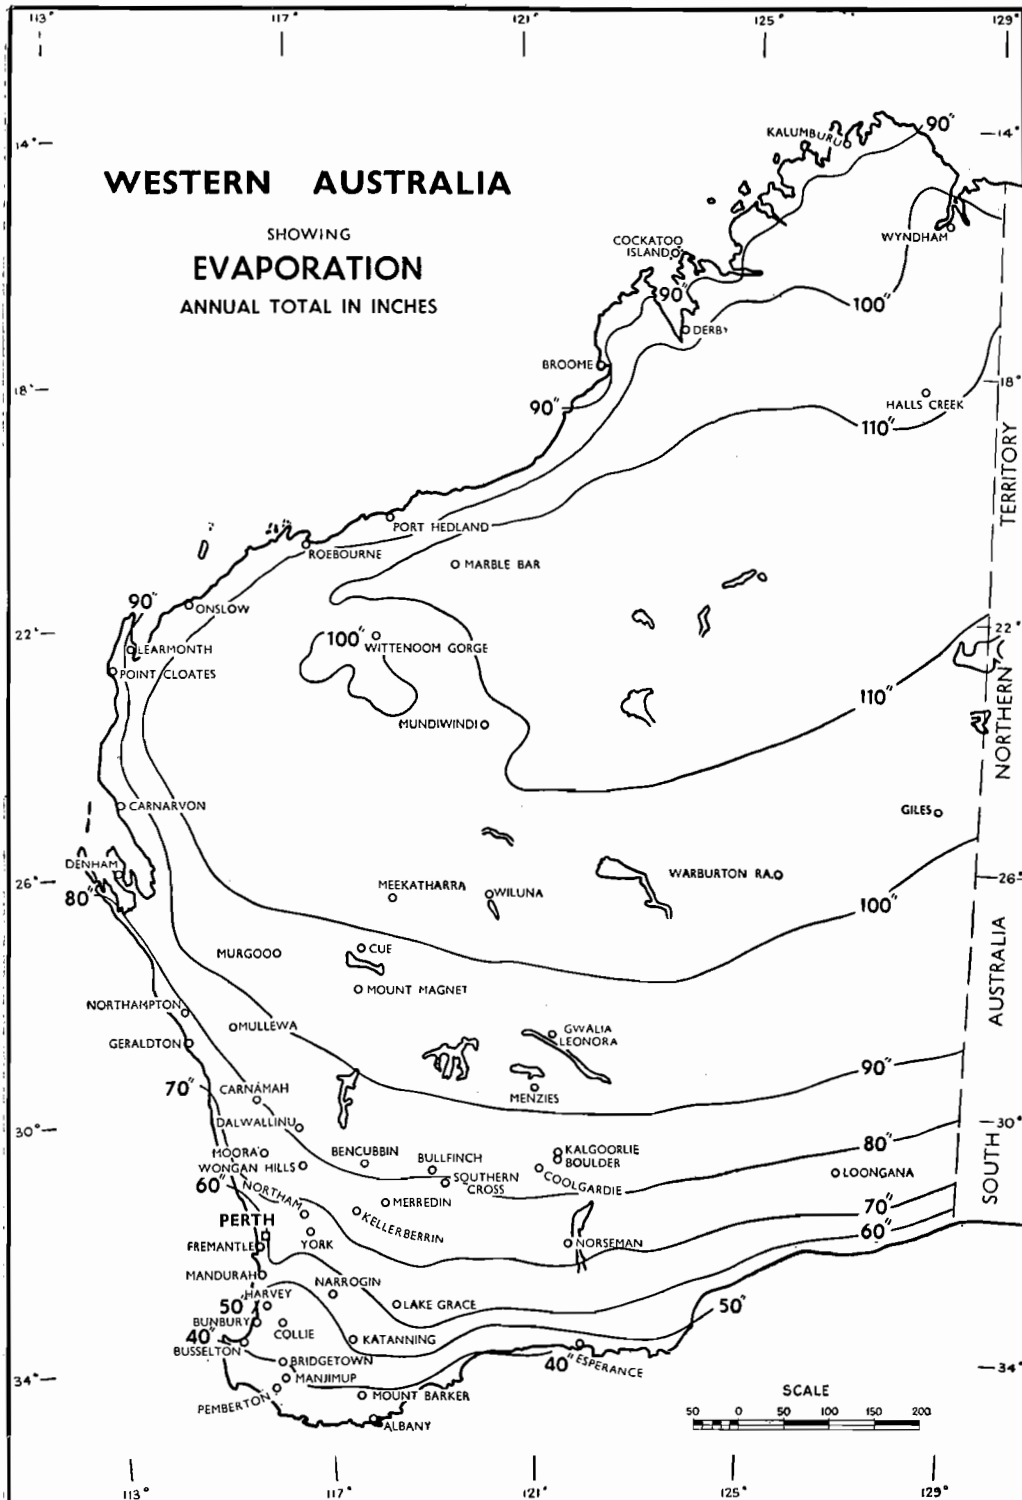 113° 117° 121° 125° 129°
14° 14°
WESTERN AUSTRALIA
SHOWING
EVAPORATION
ANNUAL TOTAL IN INCHES
KALUMBURU
90"
WYNDHAM
COCKATOO
ISLAND
90"
100"
DERBY
BROOME
18° 18°
90"
HALLS CREEK
110"
NORTHERN TERRITORY
PORT HEDLAND
ROEBOURNE
MARBLE BAR
90"
ONSLOW
22° 22°
100"
LEARMONTH
WITTENOOM GORGE
POINT CLOATES
110"
MUNDIWINDI
CARNARVON
GILES
DENHAM
WARBURTON RA.
26° 26°
MEEKATHARRA
WILUNA
80"
100"
SOUTH AUSTRALIA
MURGOO
CUE
MOUNT MAGNET
NORTHAMPTON
MULLEWA
GWALIA
LEONORA
GERALDTON
90"
70"
CARNAMAH
MENZIES
DALWALLINU
30° 30°
80"
MOORA
BENCUBBIN
KALGOORLIE
BOULDER
WONGAN HILLS
BULLFINCH
LOONGANA
SOUTHERN
CROSS
COOLGARDIE
60"
NORTHAM
MERREDIN
70"
KELLERBERRIN
PERTH
60"
YORK
FREMANTLE
NORSEMAN
MANDURAH
NARROGIN
HARVEY
50"
LAKE GRACE
50"
BUNBURY
COLLIE
40"
KATANNING
BUSSELTON
BRIDGETOWN
40"
ESPERANCE
34° 34°
MANJIMUP
PEMBERTON
MOUNT BARKER
ALBANY
SCALE
50 0 50 100 150 200
113° 117° 121° 125° 129°